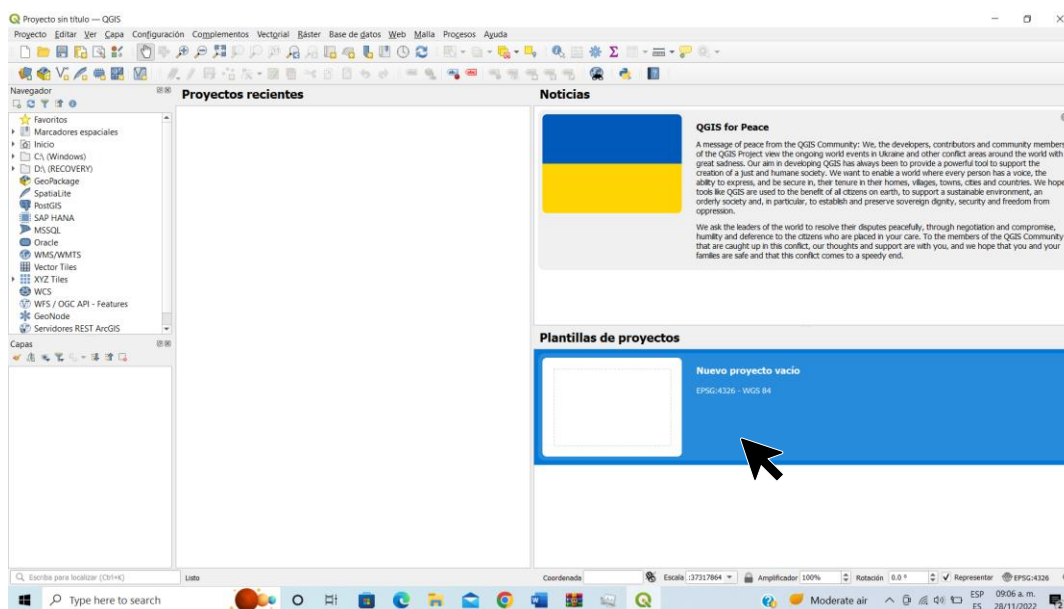 Proyecto sin título — QGIS
Proyecto Editar Ver Capa Configuración Complementos Vectorial Ráster Base de datos Web Malla Procesos Ayuda
Navegador
Favoritos
Marcadores espaciales
Inicio
C:\ (Windows)
D:\ (RECOVERY)
GeoPackage
SpatiaLite
PostGIS
SAP HANA
MSSQL
Oracle
WMS/WMTS
Vector Tiles
XYZ Tiles
WCS
WFS / OGC API - Features
GeoNode
Servidores REST ArcGIS
Capas
Proyectos recientes
Noticias
QGIS for Peace
A message of peace from the QGIS Community: We, the developers, contributors and community members
of the QGIS Project view the ongoing world events in Ukraine and other conflict areas around the world with
great sadness. Our aim in developing QGIS has always been to provide a powerful tool to support the
creation of a just and humane society. We want to enable a world where every person has a voice, the
ability to express, and be secure in, their tenure in their homes, villages, towns, cities and countries. We hope
tools like QGIS are used to the benefit of all citizens on earth, to support a sustainable environment, an
orderly society and, in particular, to establish and preserve sovereign dignity, security and freedom from
oppression.
We ask the leaders of the world to resolve their disputes peacefully, through negotiation and compromise,
humility and deference to the citizens who are placed in your care. To the members of the QGIS Community
that are caught up in this conflict, our thoughts and support are with you, and we hope that you and your
families are safe and that this conflict comes to a speedy end.
Plantillas de proyectos
Nuevo proyecto vacío
EPSG:4326 - WGS 84
Escriba para localizar (Ctrl+K)
Listo
Coordenada
Escala :37317864
Amplificador 100%
Rotación 0.0 °
Representar
EPSG:4326
Type here to search
Moderate air
ESP
ES
09:06 a. m.
28/11/2022